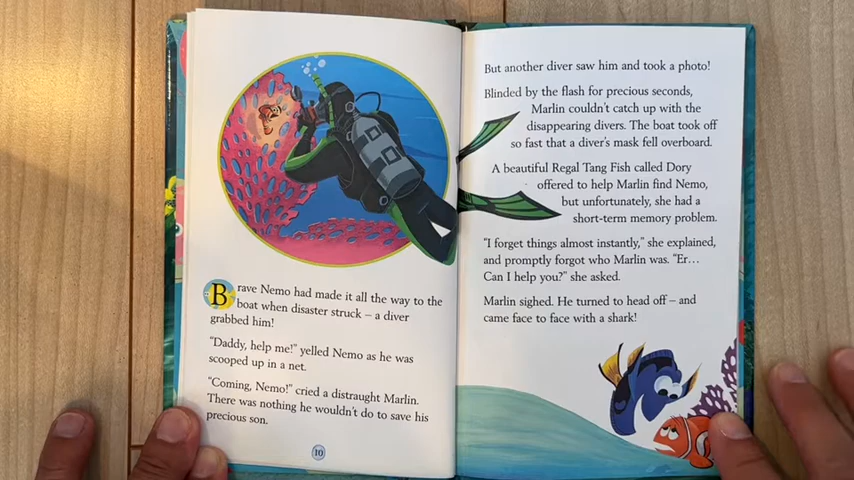 Brave Nemo had made it all the way to the
boat when disaster struck – a diver
grabbed him!
"Daddy, help me!" yelled Nemo as he was
scooped up in a net.
"Coming, Nemo!" cried a distraught Marlin.
There was nothing he wouldn't do to save his
precious son.
10
But another diver saw him and took a photo!
Blinded by the flash for precious seconds,
Marlin couldn't catch up with the
disappearing divers. The boat took off
so fast that a diver's mask fell overboard.
A beautiful Regal Tang Fish called Dory
offered to help Marlin find Nemo,
but unfortunately, she had a
short-term memory problem.
"I forget things almost instantly," she explained,
and promptly forgot who Marlin was. "Er…
Can I help you?" she asked.
Marlin sighed. He turned to head off – and
came face to face with a shark!